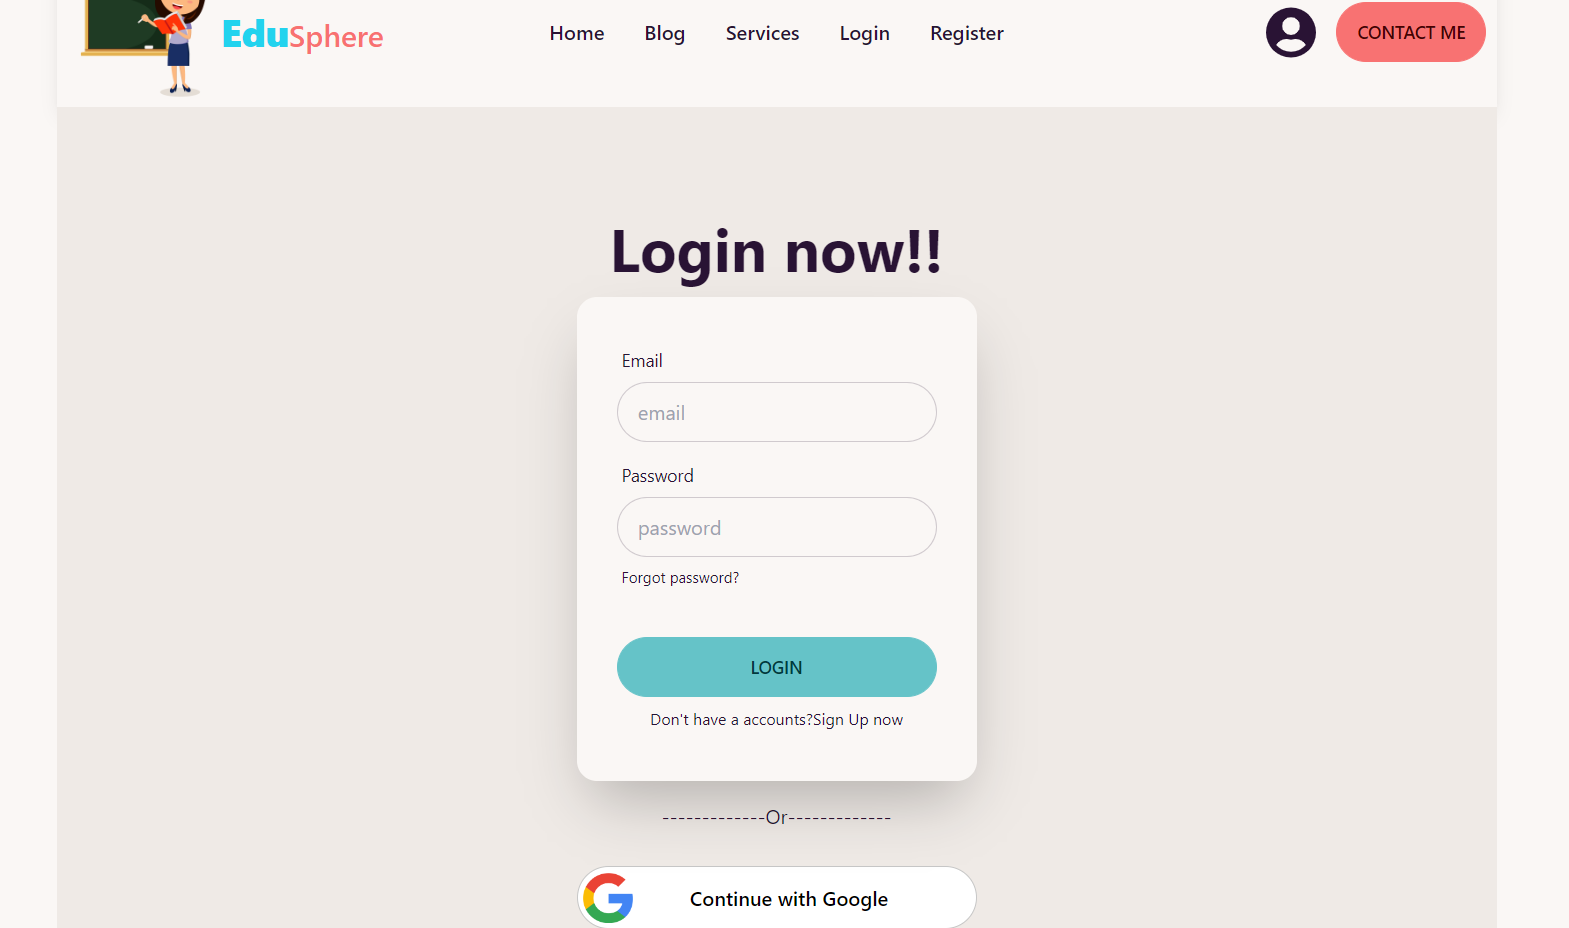 EduSphere
Home Blog Services Login Register
CONTACT ME
Login now!!
Email
email
Password
password
Forgot password?
LOGIN
Don't have a accounts?Sign Up now
-------------Or-------------
Continue with Google